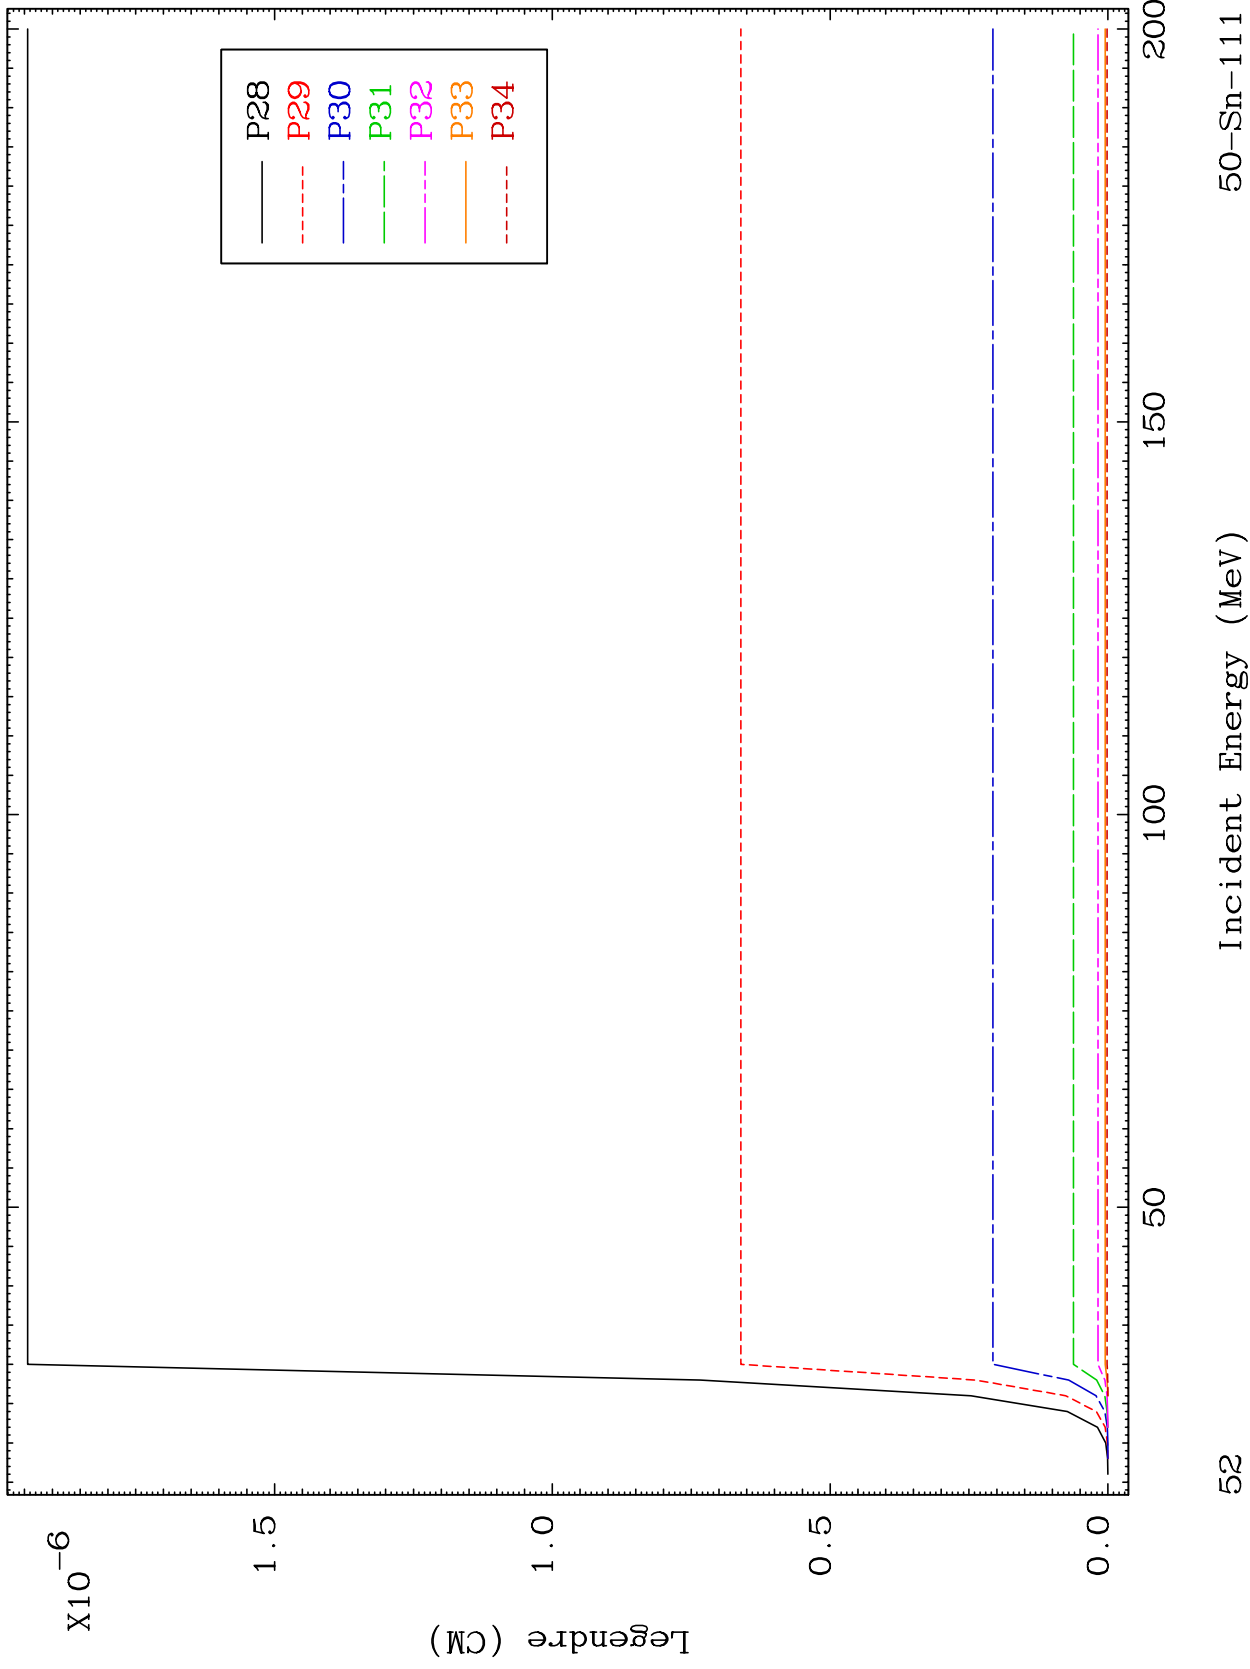 X10-6
Legendre (CM)
1.5
1.0
0.5
0.0
P28
P29
P30
P31
P32
P33
P34
50
100
150
200
52
Incident Energy (MeV)
50-Sn-111